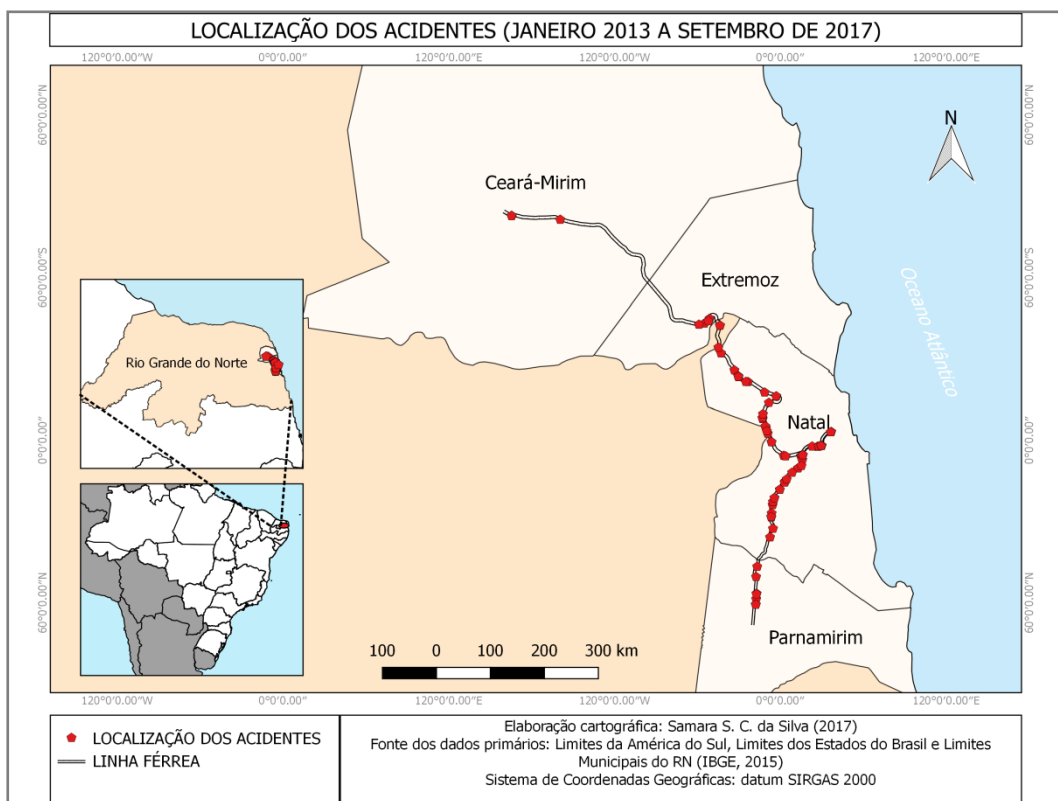 LOCALIZAÇÃO DOS ACIDENTES (JANEIRO 2013 A SETEMBRO DE 2017)
120°0'0.00"W 0°0'0.00" 120°0'0.00"E 120°0'0.00"W 0°0'0.00" 120°0'0.00"E
60°0'0.00"N 60°0'0.00"N
N
Ceará-Mirim
60°0'0.00"S 60°0'0.00"S
Extremoz
Oceano Atlântico
Rio Grande do Norte
0°0'0.00" 0°0'0.00"
Natal
60°0'0.00"N 60°0'0.00"N
Parnamirim
100 0 100 200 300 km
120°0'0.00"W 0°0'0.00" 120°0'0.00"E 120°0'0.00"W 0°0'0.00" 120°0'0.00"E
LOCALIZAÇÃO DOS ACIDENTES
LINHA FÉRREA
Elaboração cartográfica: Samara S. C. da Silva (2017)
Fonte dos dados primários: Limites da América do Sul, Limites dos Estados do Brasil e Limites
Municipais do RN (IBGE, 2015)
Sistema de Coordenadas Geográficas: datum SIRGAS 2000